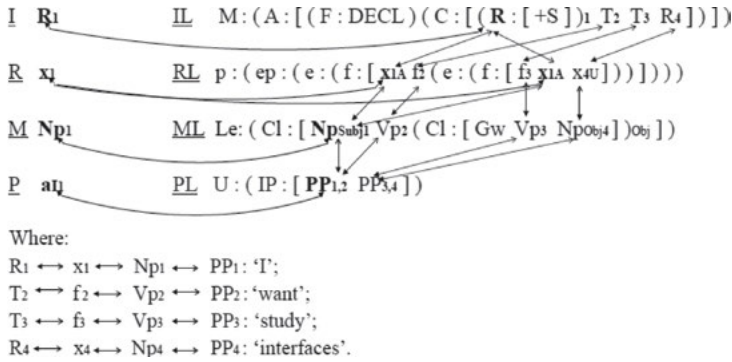 I R1 IL M: ( A : [ ( F : DECL ) ( C : [ ( R : [ +S ] )1 T2 T3 R4 ] ) ] )
R x1 RL p : ( ep : ( e : ( f : [ x1A f2 ( e : ( f : [ f3 x1A x4U ] ) ) ] ) ) )
M Np1 ML Le: ( Cl : [ NpSubj1 Vp2 ( Cl : [ Gw Vp3 NpObj4 ] )Obj ] )
P aI1 PL U : ( IP : [ PP1,2 PP3,4 ] )
Where:
R1 ⟷ x1 ⟷ Np1 ⟷ PP1 : ‘I’;
T2 ⟷ f2 ⟷ Vp2 ⟷ PP2 : ‘want’;
T3 ⟷ f3 ⟷ Vp3 ⟷ PP3 : ‘study’;
R4 ⟷ x4 ⟷ Np4 ⟷ PP4 : ‘interfaces’.